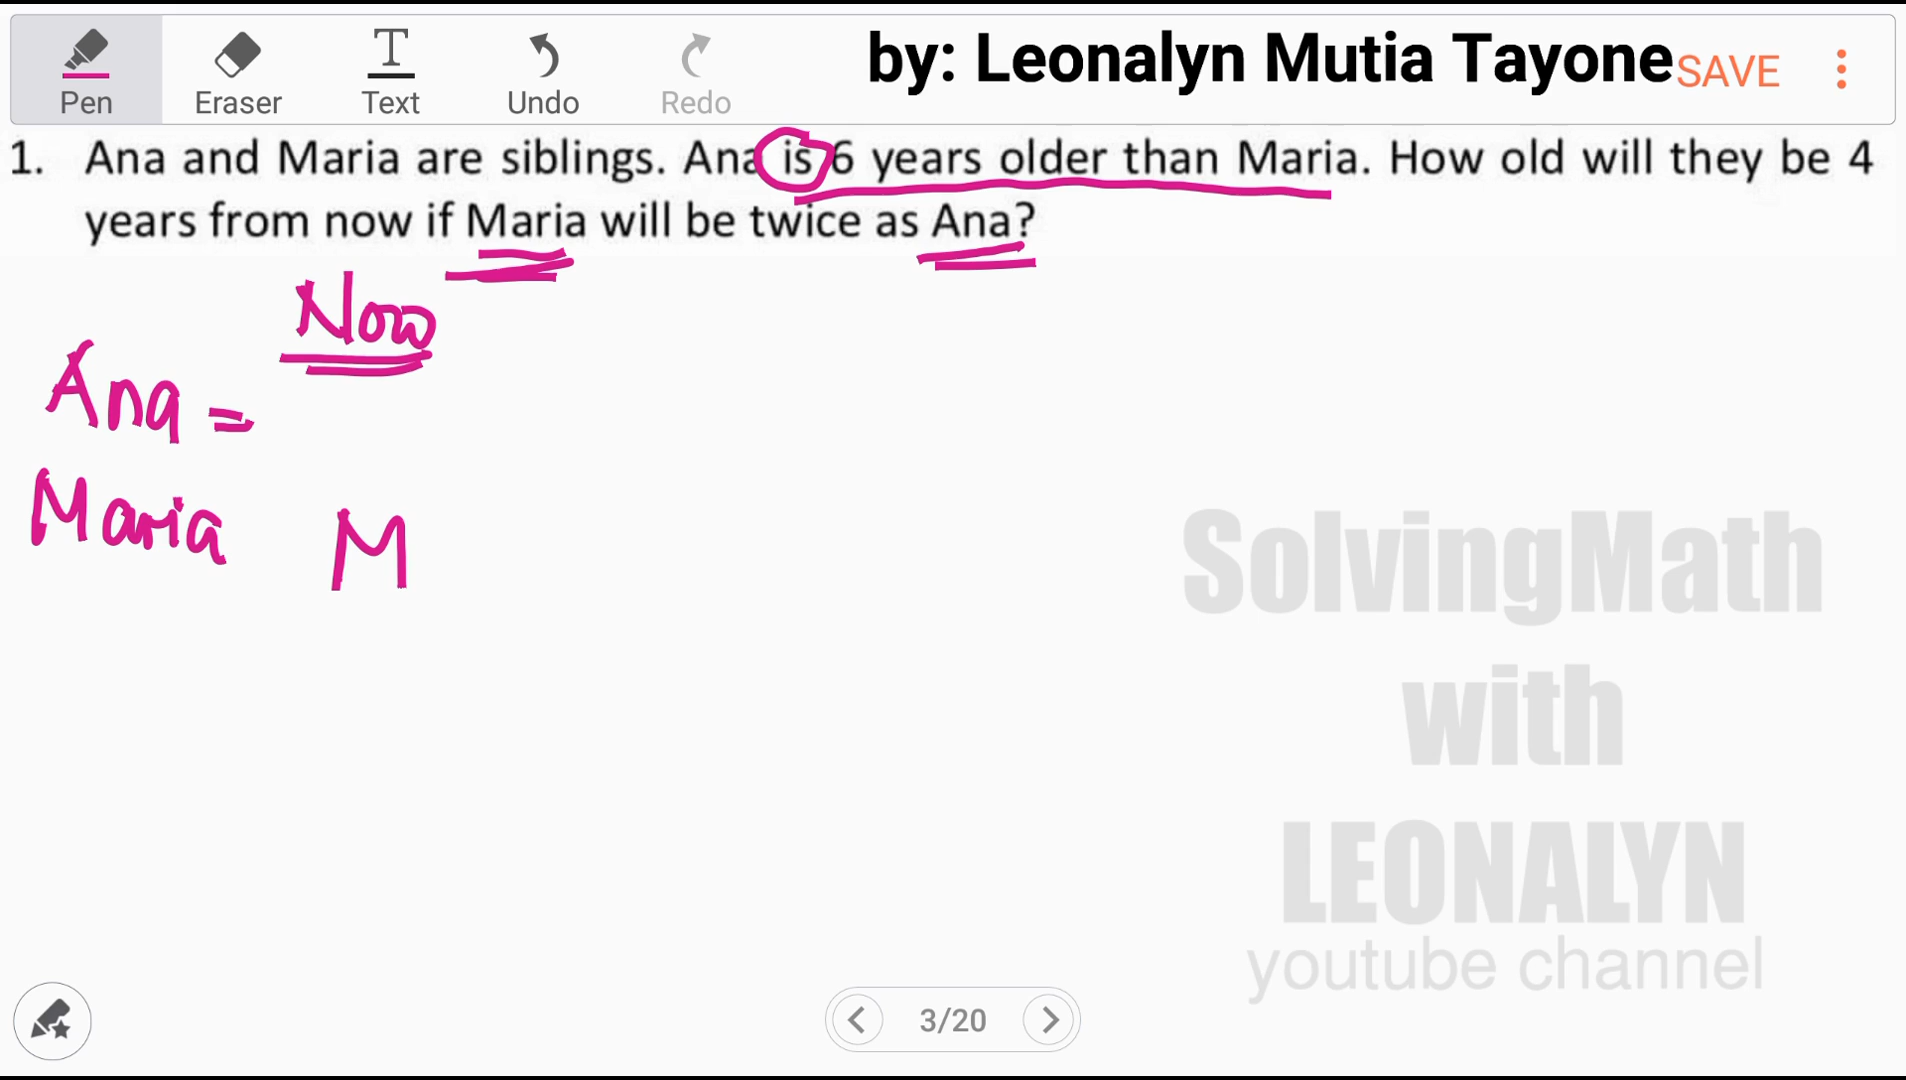 Pen
Eraser
Text
Undo
Redo
by: Leonalyn Mutia Tayone
SAVE
1. Ana and Maria are siblings. Ana is 6 years older than Maria. How old will they be 4
years from now if Maria will be twice as Ana?
Now
Ana =
Maria M
SolvingMath
with
LEONALYN
youtube channel
3/20